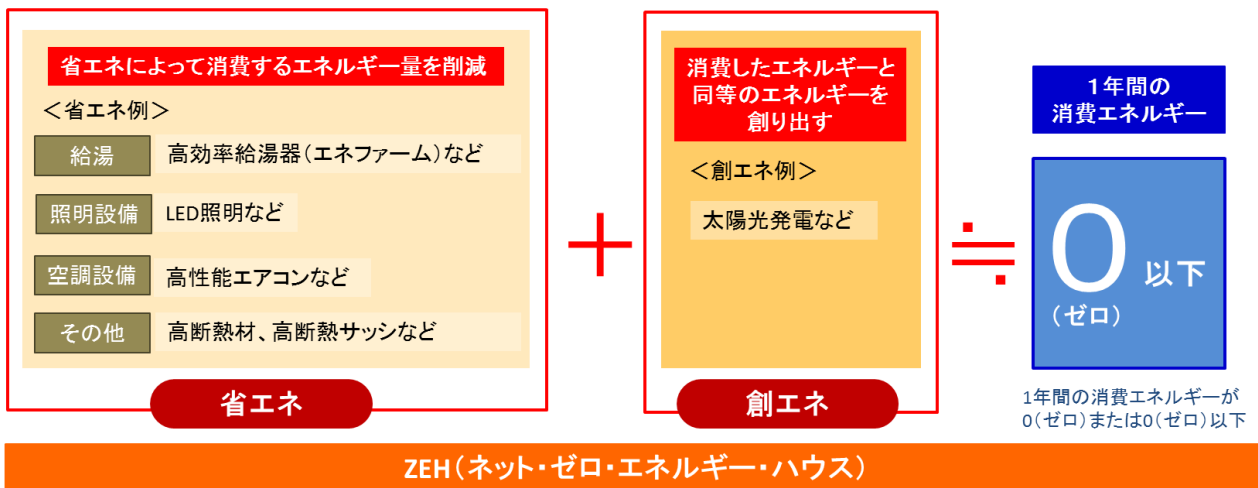 省エネによって消費するエネルギー量を削減
＜省エネ例＞
給湯 高効率給湯器（エネファーム）など
照明設備 LED照明など
空調設備 高性能エアコンなど
その他 高断熱材、高断熱サッシなど
省エネ
＋
消費したエネルギーと
同等のエネルギーを
創り出す
＜創エネ例＞
太陽光発電など
創エネ
≒
1年間の
消費エネルギー
0 以下
（ゼロ）
1年間の消費エネルギーが
0（ゼロ）または0（ゼロ）以下
ZEH（ネット・ゼロ・エネルギー・ハウス）